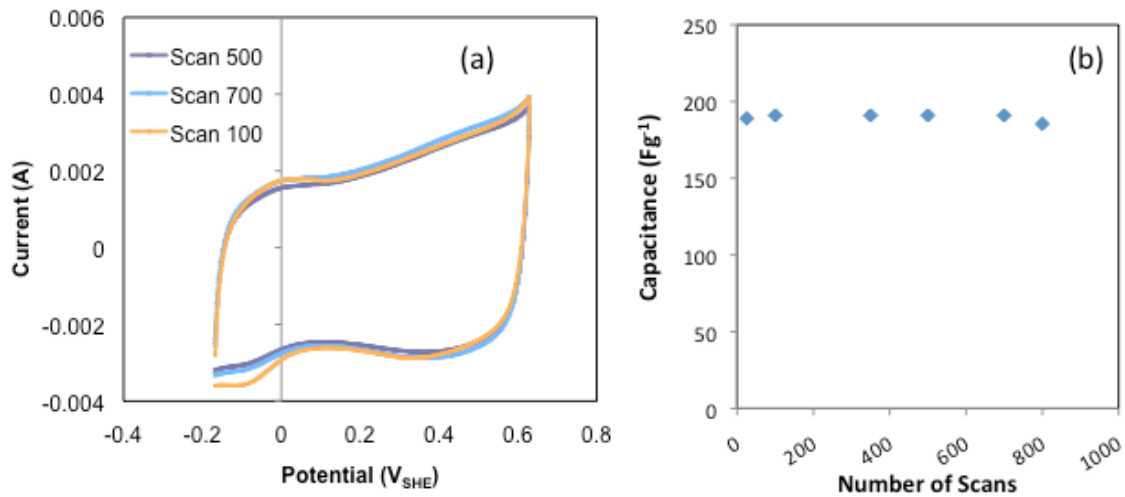 (a)
Scan 500
Scan 700
Scan 100
0.006
0.004
0.002
0
-0.002
-0.004
Current (A)
-0.4
-0.2
0
0.2
0.4
0.6
0.8
Potential (V_SHE)
(b)
250
200
150
100
50
0
Capacitance (Fg⁻¹)
0
200
400
600
800
1000
Number of Scans